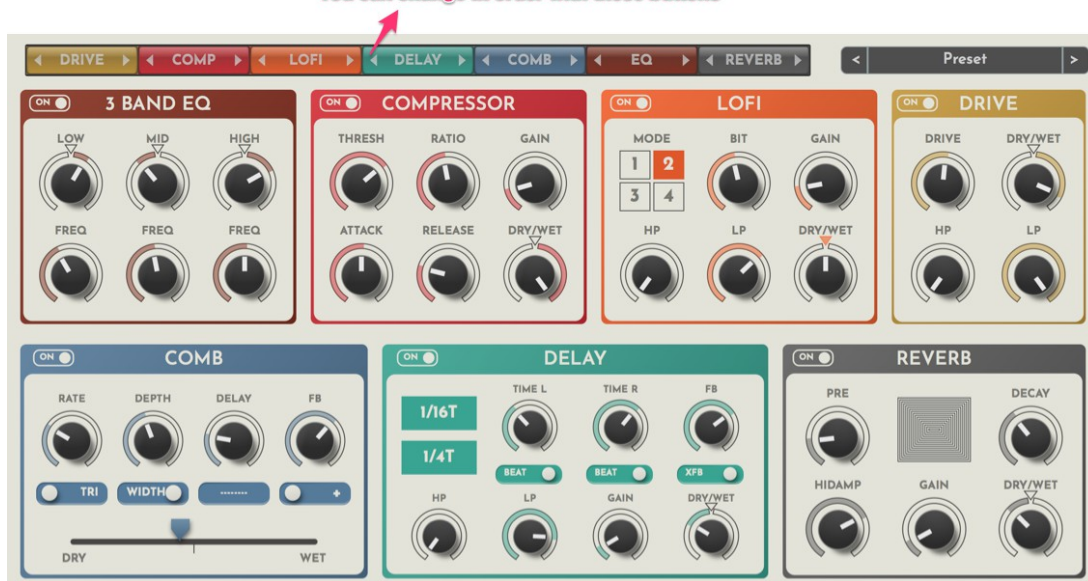 DRIVE COMP LOFI DELAY COMB EQ REVERB < Preset >
ON 3 BAND EQ
LOW MID HIGH
FREQ FREQ FREQ
ON COMPRESSOR
THRESH RATIO GAIN
ATTACK RELEASE DRY/WET
ON LOFI
MODE BIT GAIN
1 2
3 4
HP LP DRY/WET
ON DRIVE
DRIVE DRY/WET
HP LP
ON COMB
RATE DEPTH DELAY FB
TRI WIDTH -------- +
DRY WET
ON DELAY
TIME L TIME R FB
1/16T
1/4T
BEAT BEAT XFB
HP LP GAIN DRY/WET
ON REVERB
PRE DECAY
HIDAMP GAIN DRY/WET